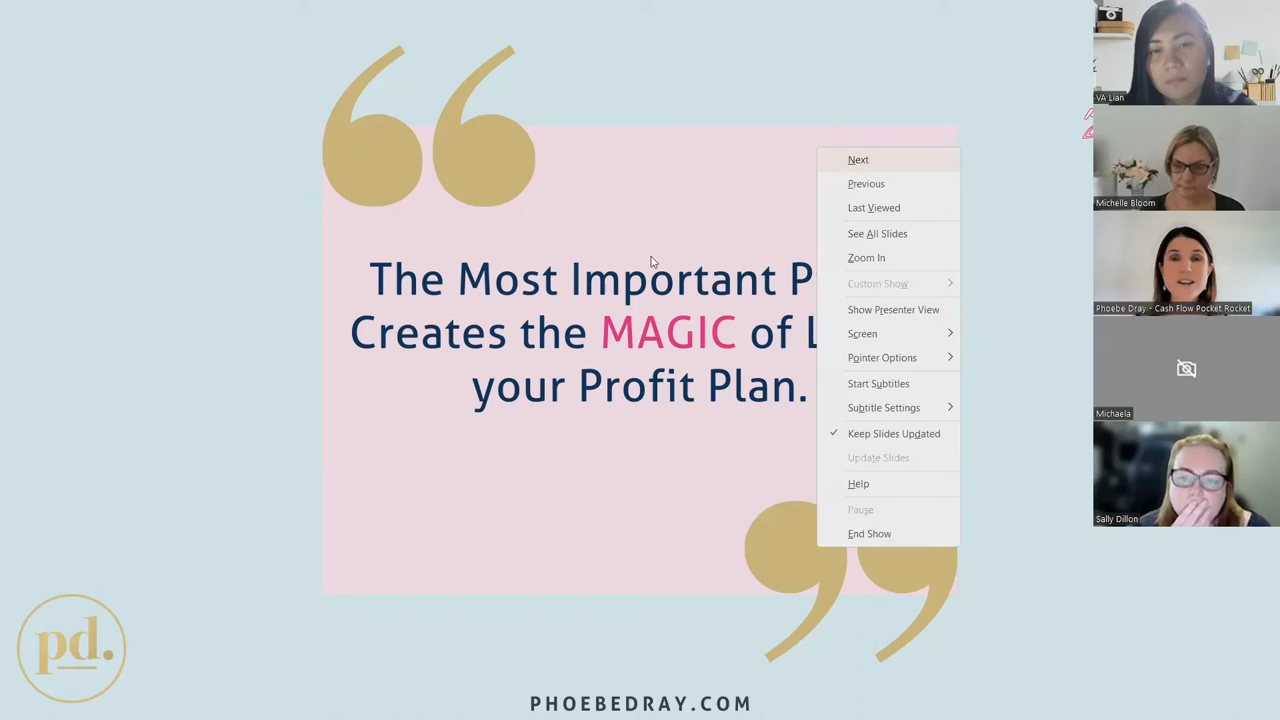 The Most Important P
Creates the MAGIC of L
your Profit Plan.
Next
Previous
Last Viewed
See All Slides
Zoom In
Custom Show
Show Presenter View
Screen
Pointer Options
Start Subtitles
Subtitle Settings
Keep Slides Updated
Update Slides
Help
Pause
End Show
pd.
PHOEBEDRAY.COM
VA Lian
Michelle Bloom
Phoebe Dray - Cash Flow Pocket Rocket
Michaela
Sally Dillon